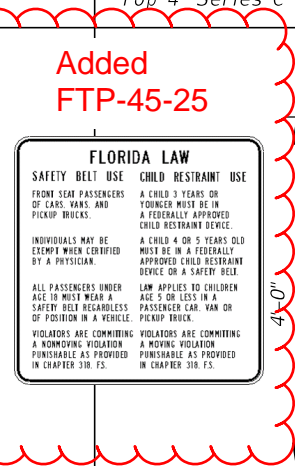 Top 4" Series C
Added
FTP-45-25
FLORIDA LAW
SAFETY BELT USE
FRONT SEAT PASSENGERS
OF CARS, VANS, AND
PICKUP TRUCKS.
INDIVIDUALS MAY BE
EXEMPT WHEN CERTIFIED
BY A PHYSICIAN.
ALL PASSENGERS UNDER
AGE 18 MUST WEAR A
SAFETY BELT REGARDLESS
OF POSITION IN A VEHICLE.
VIOLATORS ARE COMMITING
A NONMOVING VIOLATION
PUNISHABLE AS PROVIDED
IN CHAPTER 318, F.S.
CHILD RESTRAINT USE
A CHILD 3 YEARS OR
YOUNGER MUST BE IN
A FEDERALLY APPROVED
CHILD RESTRAINT DEVICE.
A CHILD 4 OR 5 YEARS OLD
MUST BE IN A FEDERALLY
APPROVED CHILD RESTRAINT
DEVICE OR A SAFETY BELT.
LAW APPLIES TO CHILDREN
AGE 5 OR LESS IN A
PASSENGER CAR, VAN OR
PICKUP TRUCK.
VIOLATORS ARE COMMITTING
A MOVING VIOLATION
PUNISHABLE AS PROVIDED
IN CHAPTER 318, F.S.
4'-0"